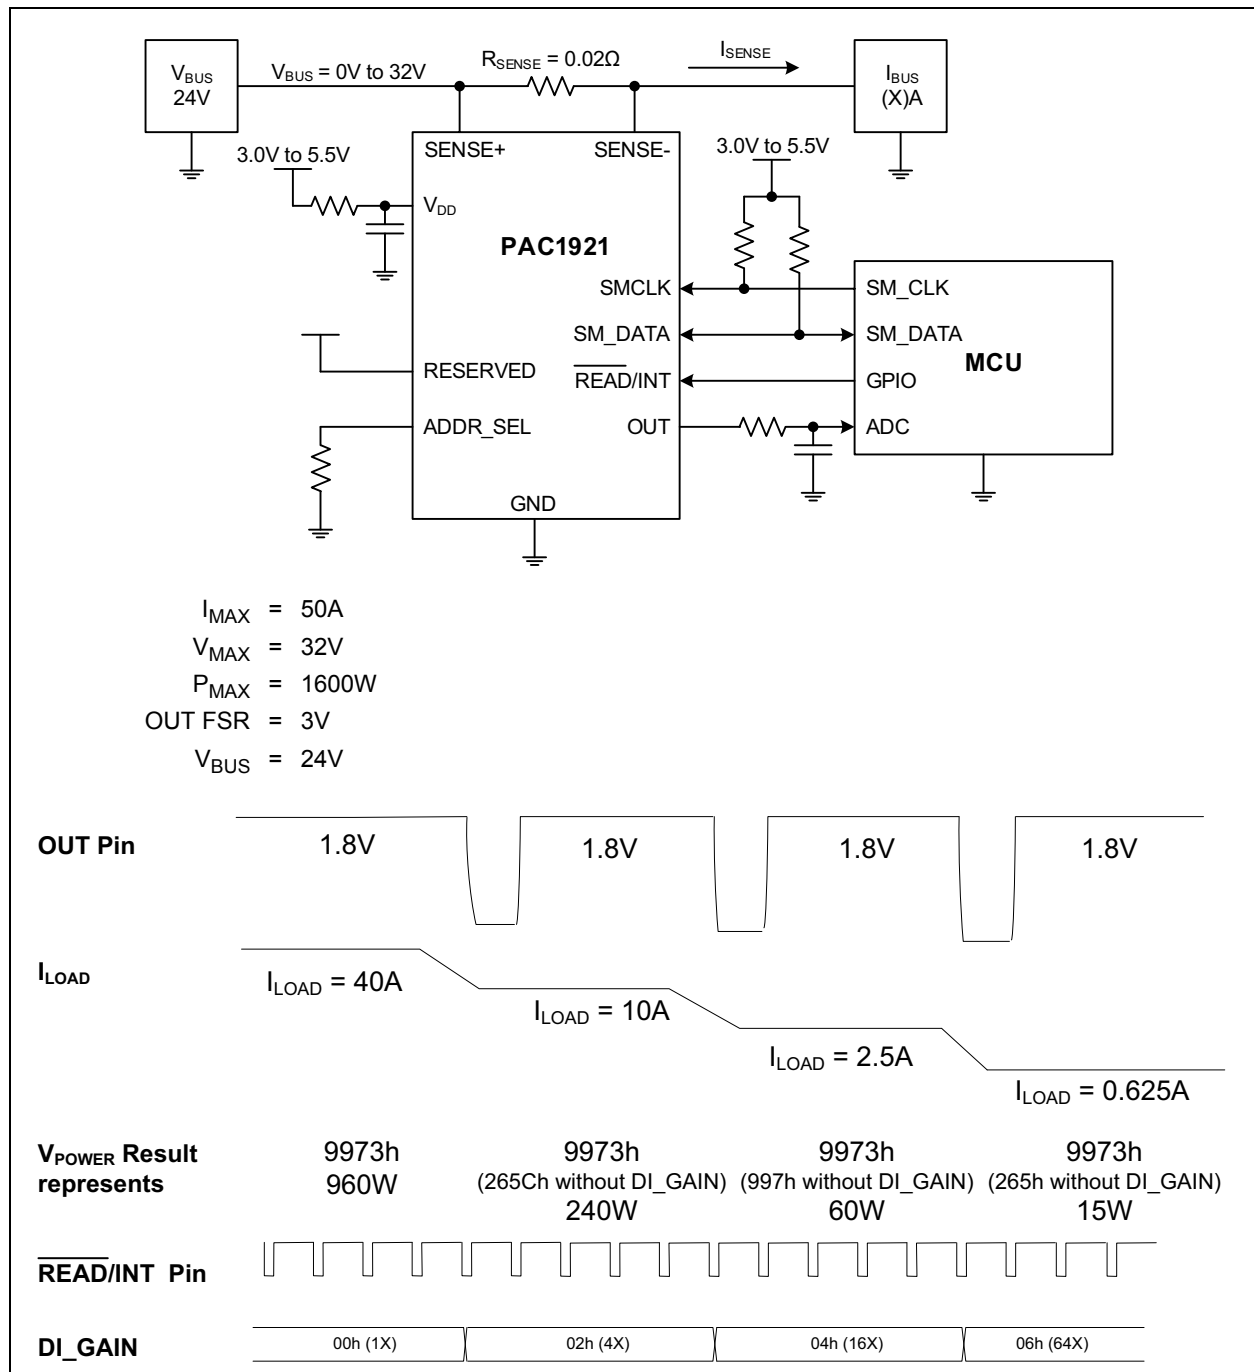 V_BUS
24V
V_BUS = 0V to 32V
R_SENSE = 0.02Ω
I_SENSE
I_BUS
(X)A
3.0V to 5.5V
SENSE+
SENSE-
3.0V to 5.5V
V_DD
PAC1921
SMCLK
SM_CLK
SM_DATA
SM_DATA
MCU
RESERVED
READ/INT
GPIO
ADDR_SEL
OUT
ADC
GND
I_MAX = 50A
V_MAX = 32V
P_MAX = 1600W
OUT FSR = 3V
V_BUS = 24V
OUT Pin 1.8V 1.8V 1.8V 1.8V
I_LOAD
I_LOAD = 40A
I_LOAD = 10A
I_LOAD = 2.5A
I_LOAD = 0.625A
V_POWER Result 9973h 9973h 9973h 9973h
represents (265Ch without DI_GAIN) (997h without DI_GAIN) (265h without DI_GAIN)
960W 240W 60W 15W
READ/INT Pin
DI_GAIN 00h (1X) 02h (4X) 04h (16X) 06h (64X)